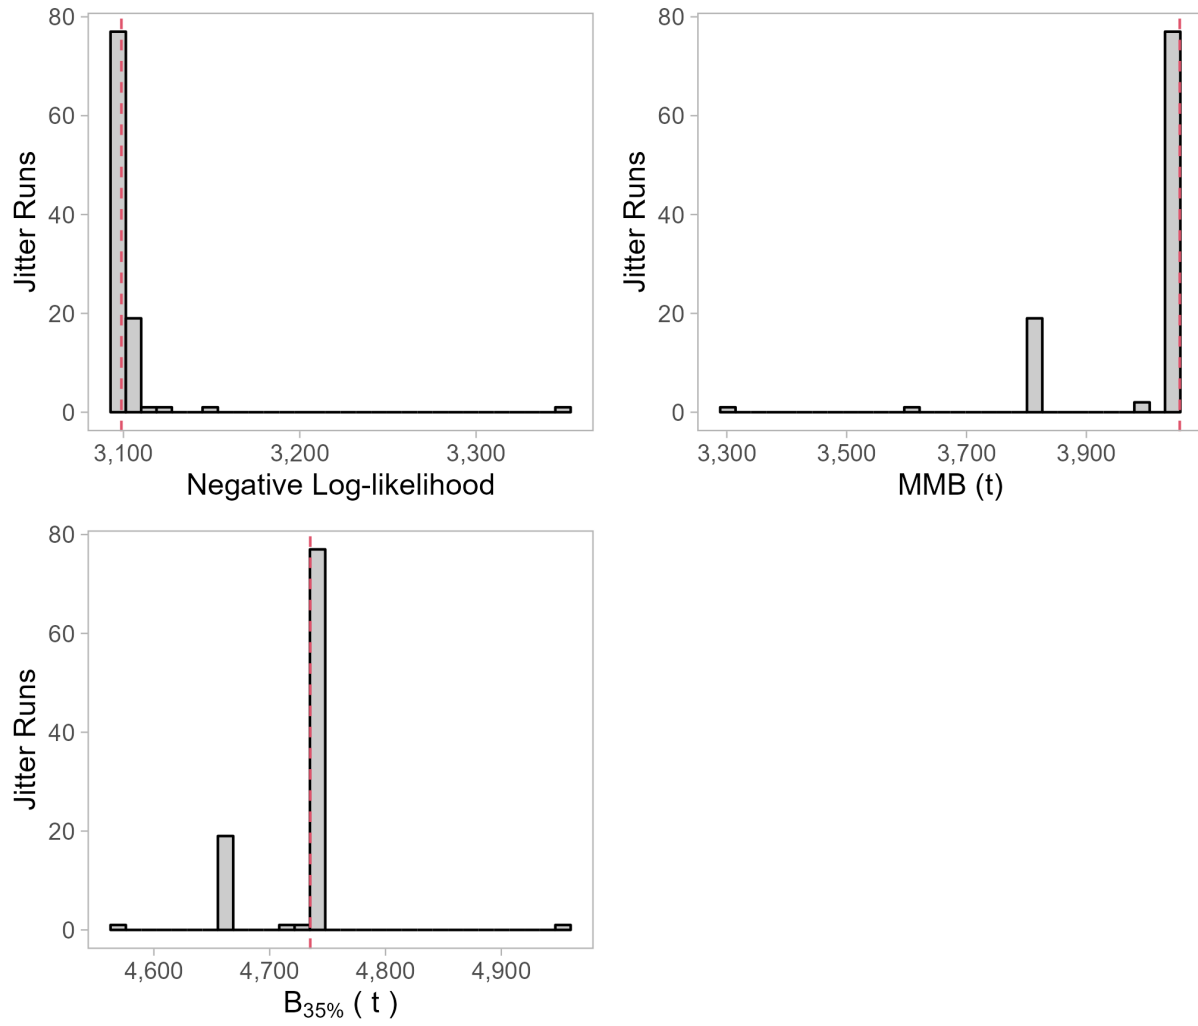 80
60
40
20
0
Jitter Runs
3,100 3,200 3,300
Negative Log-likelihood
80
60
40
20
0
Jitter Runs
3,300 3,500 3,700 3,900
MMB (t)
80
60
40
20
0
Jitter Runs
4,600 4,700 4,800 4,900
B35% ( t )